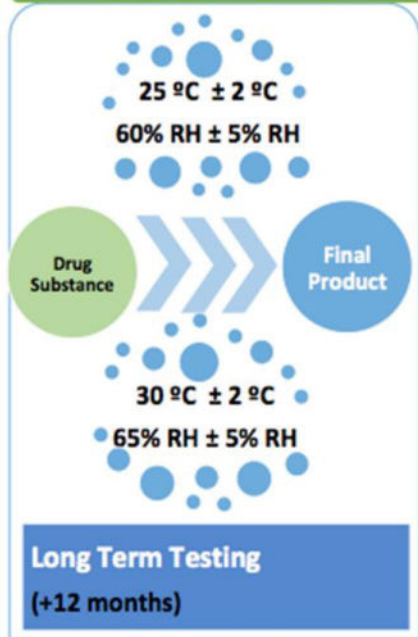 25 ºC ± 2 ºC
60% RH ± 5% RH
Drug
Substance
Final
Product
30 ºC ± 2 ºC
65% RH ± 5% RH
Long Term Testing
(+12 months)